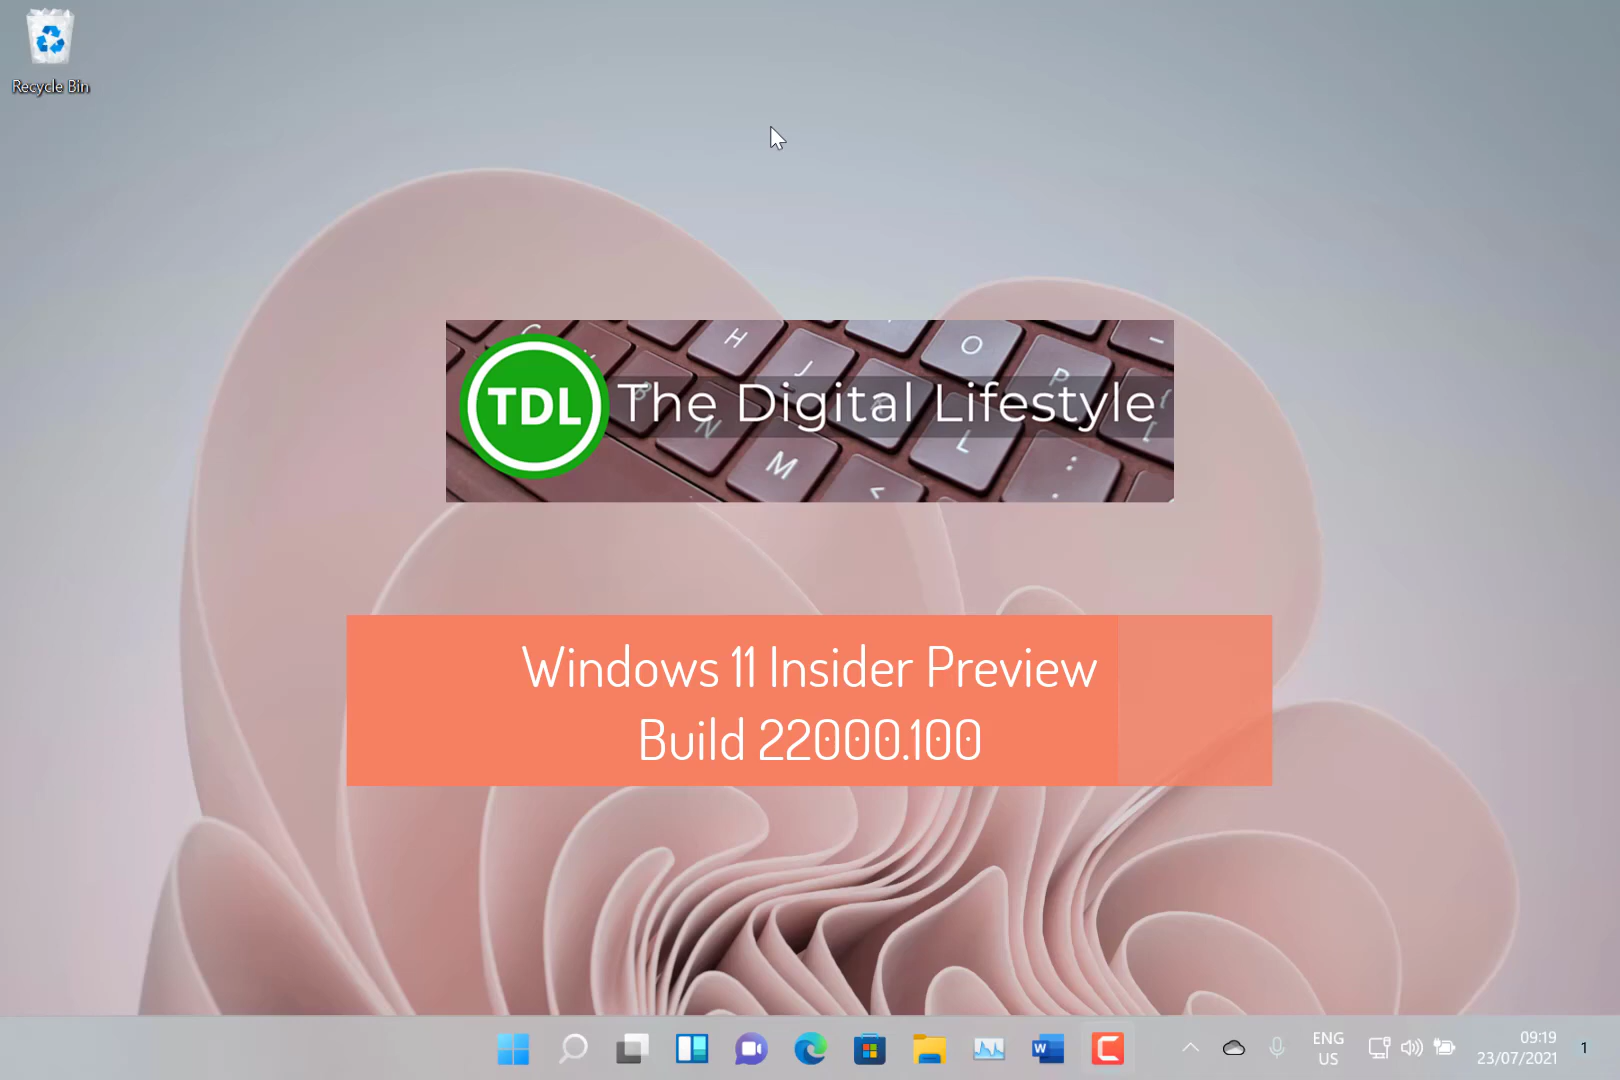 Recycle Bin
TDL The Digital Lifestyle
Windows 11 Insider Preview
Build 22000.100
ENG
US
09:19
23/07/2021
1